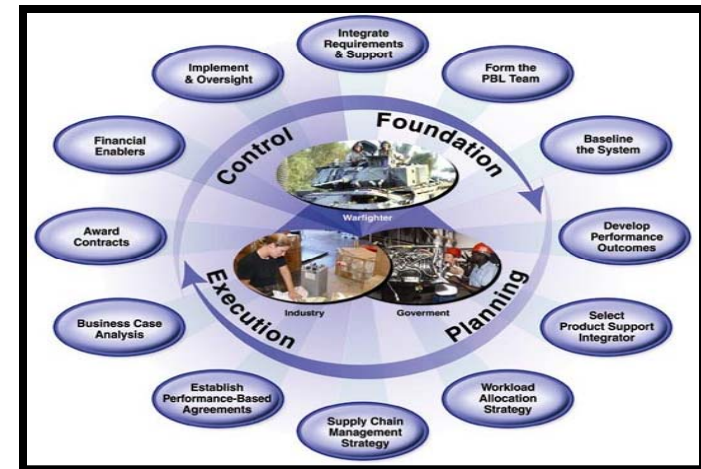 Integrate
Requirements
& Support
Form the
PBL Team
Baseline
the System
Develop
Performance
Outcomes
Select
Product Support
Integrator
Workload
Allocation
Strategy
Supply Chain
Management
Strategy
Establish
Performance-Based
Agreements
Business Case
Analysis
Award
Contracts
Financial
Enablers
Implement
& Oversight
Control
Foundation
Planning
Execution
Warfighter
Industry
Goverment